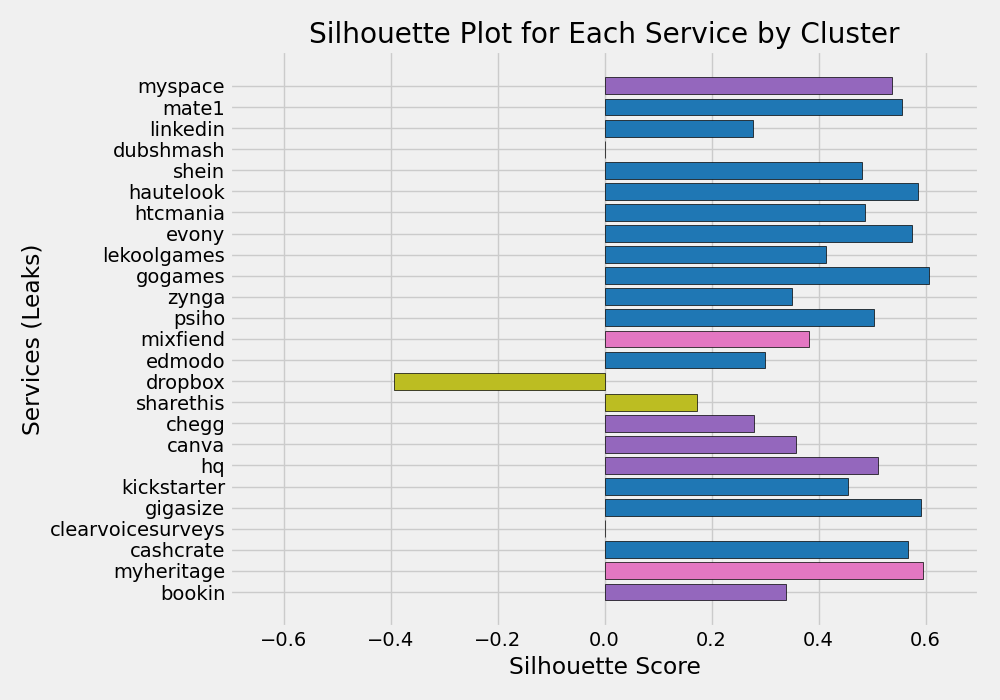 Silhouette Plot for Each Service by Cluster
Services (Leaks)
myspace
mate1
linkedin
dubshmash
shein
hautelook
htcmania
evony
lekoolgames
gogames
zynga
psiho
mixfiend
edmodo
dropbox
sharethis
chegg
canva
hq
kickstarter
gigasize
clearvoicesurveys
cashcrate
myheritage
bookin
−0.6 −0.4 −0.2 0.0 0.2 0.4 0.6
Silhouette Score